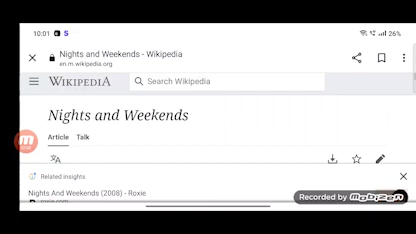 10:01 S 26%
Nights and Weekends - Wikipedia
en.m.wikipedia.org
WIKIPEDIA
Search Wikipedia
Nights and Weekends
Article Talk
Related insights
Nights And Weekends (2008) - Roxie
Recorded by MOBIZEN